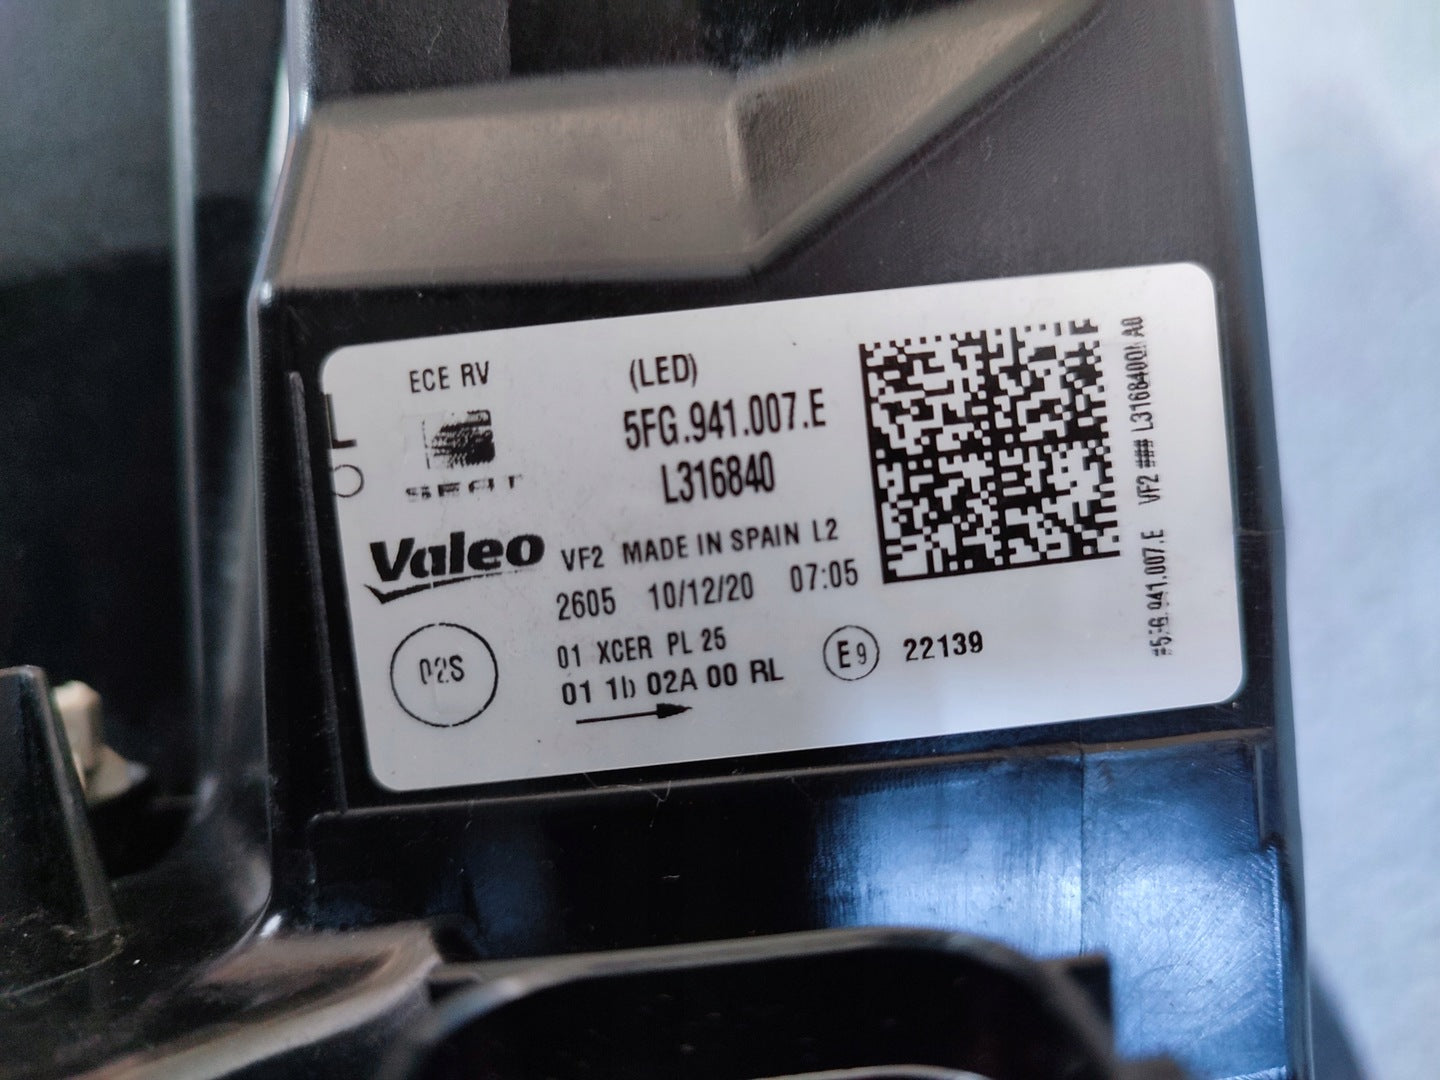 ECE RV
(LED)
5FG.941.007.E
L316840
SEAT
Valeo
VF2 MADE IN SPAIN L2
2605 10/12/20 07:05
02S
01 XCER PL 25
01 1b 02A 00 RL
E9 22139
#5FG.941.007.E VF2 ###
L